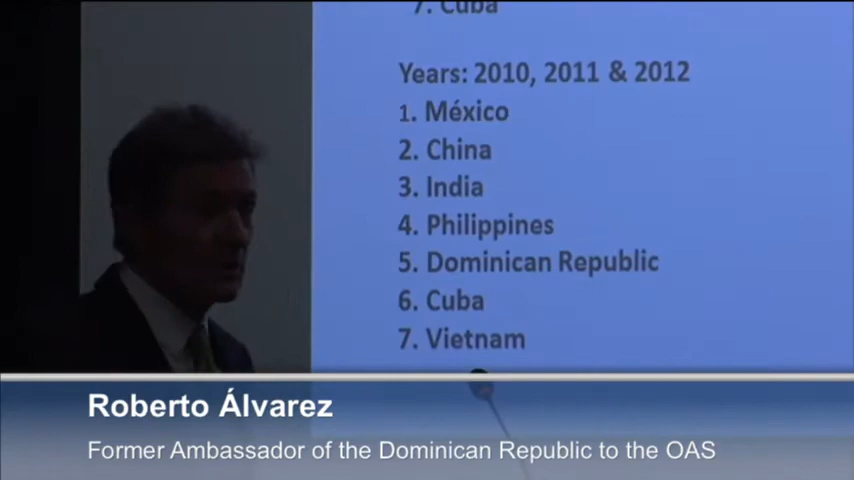 7. Cuba
Years: 2010, 2011 & 2012
1. México
2. China
3. India
4. Philippines
5. Dominican Republic
6. Cuba
7. Vietnam
Roberto Álvarez
Former Ambassador of the Dominican Republic to the OAS